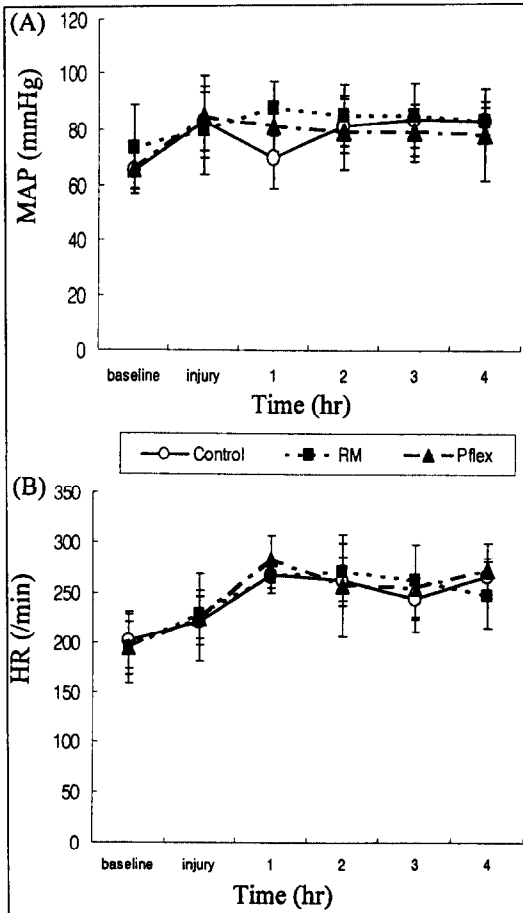 (A)
MAP (mmHg)
120
100
80
60
40
20
0
baseline injury 1 2 3 4
Time (hr)
Control RM Pflex
(B)
HR (/min)
350
300
250
200
150
100
50
0
baseline injury 1 2 3 4
Time (hr)